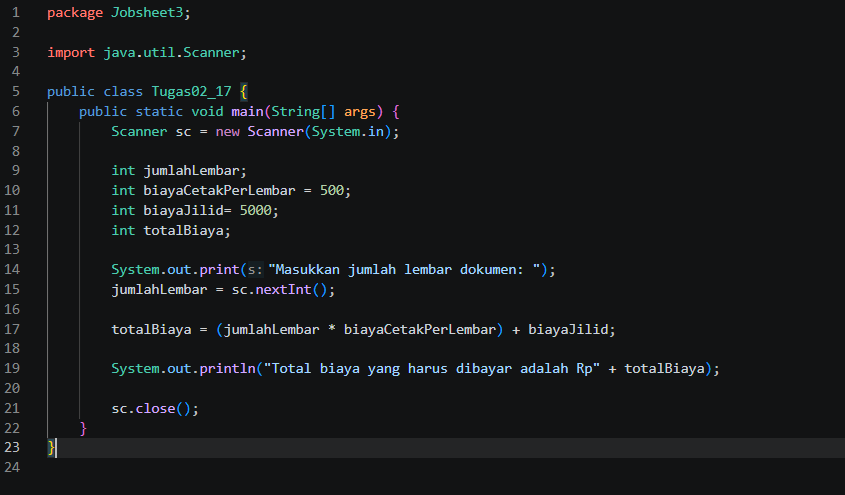 1 package Jobsheet3;
2
3 import java.util.Scanner;
4
5 public class Tugas02_17 {
6     public static void main(String[] args) {
7         Scanner sc = new Scanner(System.in);
8
9         int jumlahLembar;
10         int biayaCetakPerLembar = 500;
11         int biayaJilid= 5000;
12         int totalBiaya;
13
14         System.out.print(s: "Masukkan jumlah lembar dokumen: ");
15         jumlahLembar = sc.nextInt();
16
17         totalBiaya = (jumlahLembar * biayaCetakPerLembar) + biayaJilid;
18
19         System.out.println("Total biaya yang harus dibayar adalah Rp" + totalBiaya);
20
21         sc.close();
22     }
23 }
24